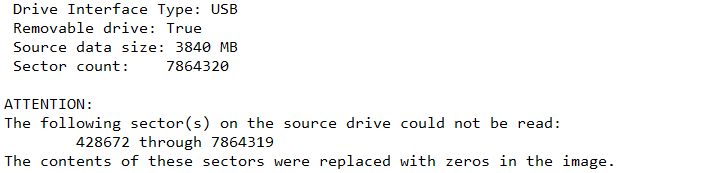 Drive Interface Type: USB
Removable drive: True
Source data size: 3840 MB
Sector count:    7864320
ATTENTION:
The following sector(s) on the source drive could not be read:
        428672 through 7864319
The contents of these sectors were replaced with zeros in the image.